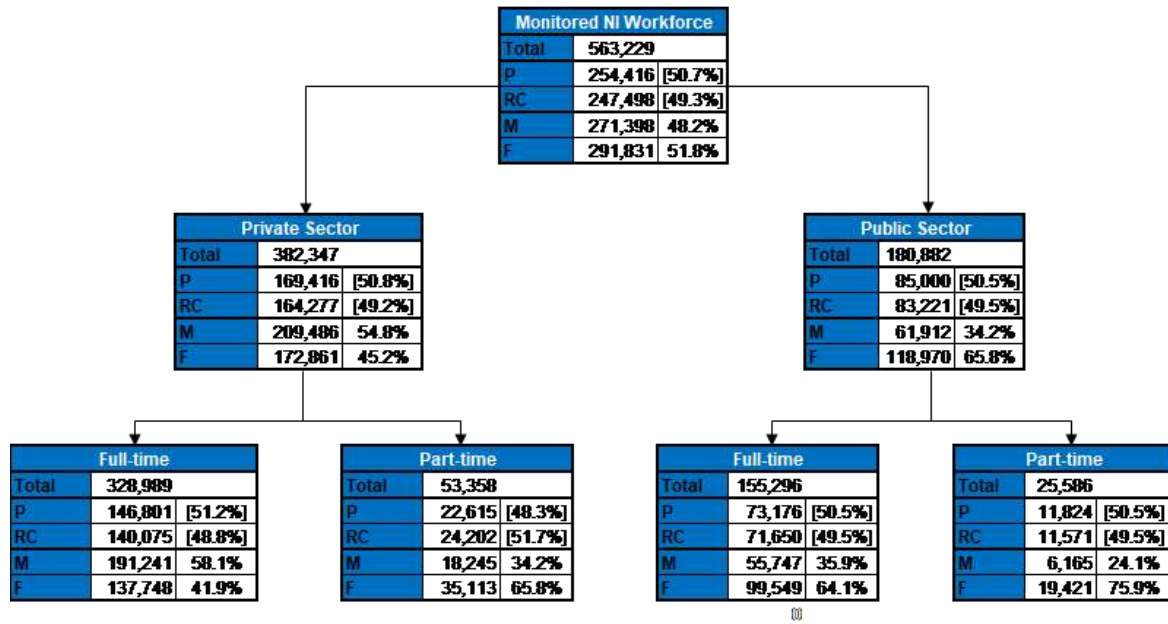 Monitored NI Workforce
Total 563,229
P 254,416 [50.7%]
RC 247,498 [49.3%]
M 271,398 48.2%
F 291,831 51.8%
Private Sector
Total 382,347
P 169,416 [50.8%]
RC 164,277 [49.2%]
M 209,486 54.8%
F 172,861 45.2%
Public Sector
Total 180,882
P 85,000 [50.5%]
RC 83,221 [49.5%]
M 61,912 34.2%
F 118,970 65.8%
Full-time
Total 328,989
P 146,801 [51.2%]
RC 140,075 [48.8%]
M 191,241 58.1%
F 137,748 41.9%
Part-time
Total 53,358
P 22,615 [48.3%]
RC 24,202 [51.7%]
M 18,245 34.2%
F 35,113 65.8%
Full-time
Total 155,296
P 73,176 [50.5%]
RC 71,650 [49.5%]
M 55,747 35.9%
F 99,549 64.1%
Part-time
Total 25,586
P 11,824 [50.5%]
RC 11,571 [49.5%]
M 6,165 24.1%
F 19,421 75.9%